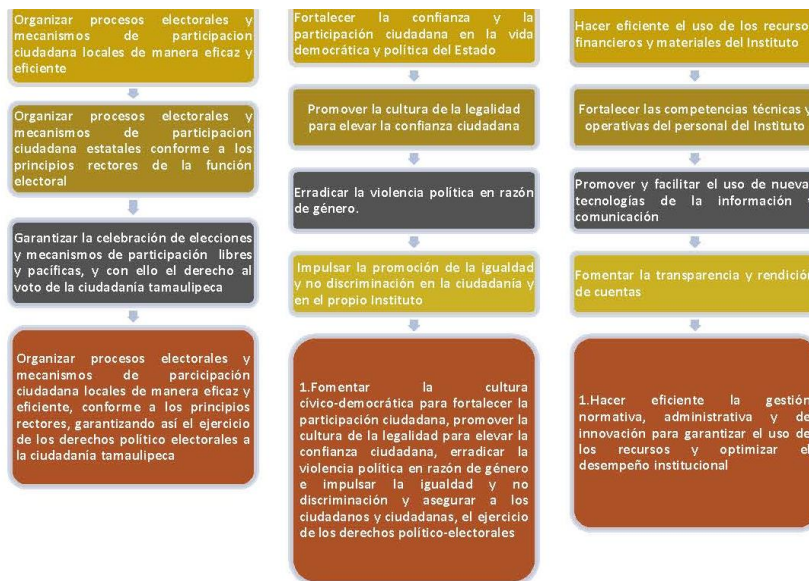 Organizar procesos electorales y
mecanismos de participacion
ciudadana locales de manera eficaz y
eficiente
Organizar procesos electorales y
mecanismos de participacion
ciudadana estatales conforme a los
principios rectores de la función
electoral
Garantizar la celebración de elecciones
y mecanismos de participación libres
y pacíficas, y con ello el derecho al
voto de la ciudadanía tamaulipeca
Organizar procesos electorales y
mecanismos de parcicipación
ciudadana locales de manera eficaz y
eficiente, conforme a los principios
rectores, garantizando así el ejercicio
de los derechos político electorales a
la ciudadanía tamaulipeca
Fortalecer la confianza y la
participación ciudadana en la vida
democrática y política del Estado
Promover la cultura de la legalidad
para elevar la confianza ciudadana
Erradicar la violencia política en razón
de género.
Impulsar la promoción de la igualdad
y no discriminación en la ciudadanía y
en el propio Instituto
1.Fomentar la cultura
cívico-democrática para fortalecer la
participación ciudadana, promover la
cultura de la legalidad para elevar la
confianza ciudadana, erradicar la
violencia política en razón de género
e impulsar la igualdad y no
discriminación y asegurar a los
ciudadanos y ciudadanas, el ejercicio
de los derechos político-electorales
Hacer eficiente el uso de los recurso
financieros y materiales del Instituto
Fortalecer las competencias técnicas y
operativas del personal del Instituto
Promover y facilitar el uso de nueva
tecnologías de la información
comunicación
Fomentar la transparencia y rendición
de cuentas
1.Hacer eficiente la gestión
normativa, administrativa y de
innovación para garantizar el uso de
los recursos y optimizar el
desempeño institucional